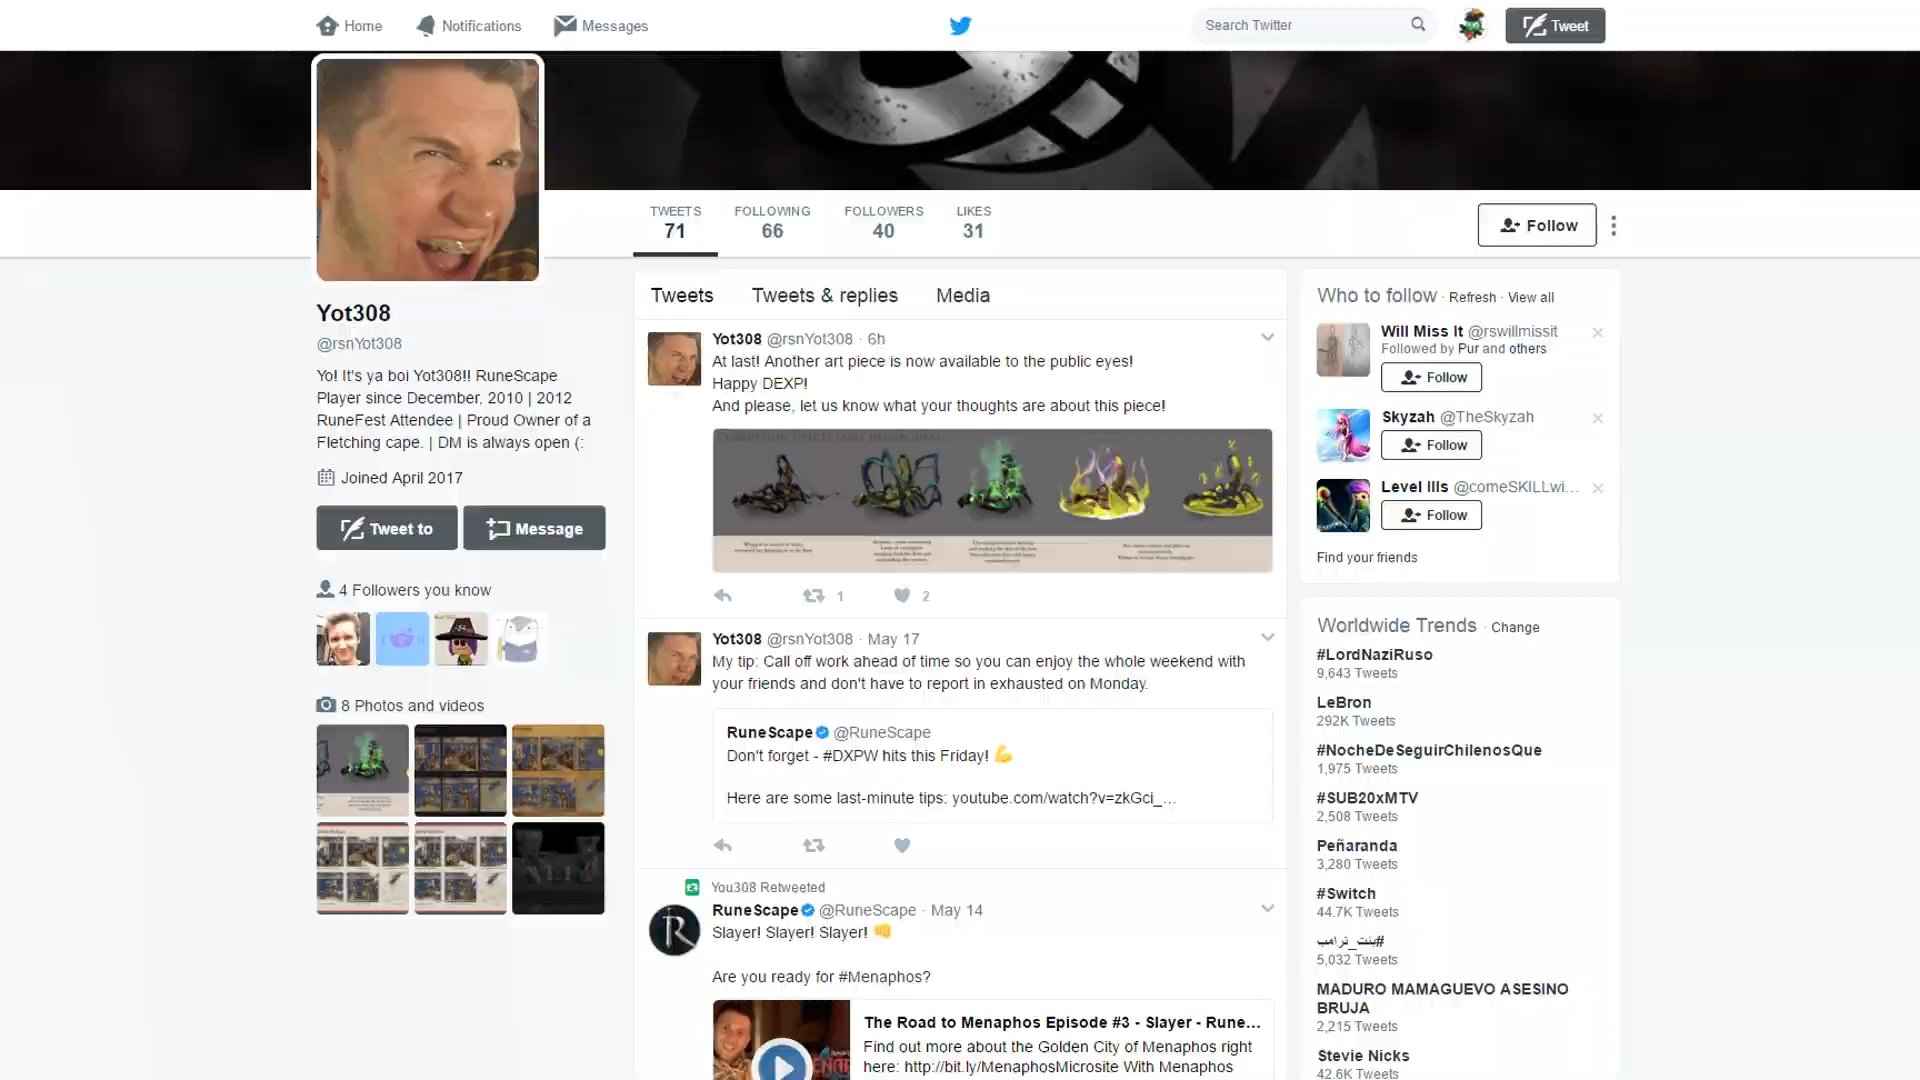 Home
Notifications
Messages
Search Twitter
Tweet
TWEETS
71
FOLLOWING
66
FOLLOWERS
40
LIKES
31
Follow
Yot308
@rsnYot308
Yo! It's ya boi Yot308!! RuneScape
Player since December, 2010 | 2012
RuneFest Attendee | Proud Owner of a
Fletching cape. | DM is always open (:
Joined April 2017
Tweet to
Message
4 Followers you know
8 Photos and videos
Tweets
Tweets & replies
Media
Yot308 @rsnYot308 · 6h
At last! Another art piece is now available to the public eyes!
Happy DEXP!
And please, let us know what your thoughts are about this piece!
1
2
Yot308 @rsnYot308 · May 17
My tip: Call off work ahead of time so you can enjoy the whole weekend with
your friends and don't have to report in exhausted on Monday.
RuneScape @RuneScape
Don't forget - #DXPW hits this Friday! 💪
Here are some last-minute tips: youtube.com/watch?v=zkGci_...
You308 Retweeted
RuneScape @RuneScape · May 14
Slayer! Slayer! Slayer! 👊
Are you ready for #Menaphos?
The Road to Menaphos Episode #3 - Slayer - Rune...
Find out more about the Golden City of Menaphos right
here: http://bit.ly/MenaphosMicrosite With Menaphos
Who to follow · Refresh · View all
Will Miss It @rswillmissit
Followed by Pur and others
Follow
Skyzah @TheSkyzah
Follow
Level Ills @comeSKILLwi...
Follow
Find your friends
Worldwide Trends · Change
#LordNaziRuso
9,643 Tweets
LeBron
292K Tweets
#NocheDeSeguirChilenosQue
1,975 Tweets
#SUB20xMTV
2,508 Tweets
Peñaranda
3,280 Tweets
#Switch
44.7K Tweets
#بنت_ترامب
5,032 Tweets
MADURO MAMAGUEVO ASESINO
BRUJA
2,215 Tweets
Stevie Nicks
42.6K Tweets